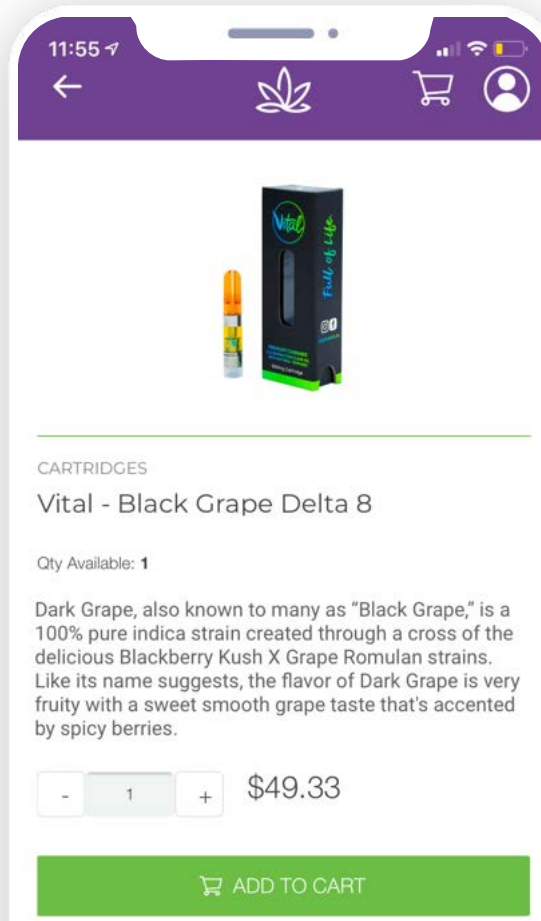 11:55
Vital
Full of Life
CARTRIDGES
Vital - Black Grape Delta 8
Qty Available: 1
Dark Grape, also known to many as “Black Grape,” is a
100% pure indica strain created through a cross of the
delicious Blackberry Kush X Grape Romulan strains.
Like its name suggests, the flavor of Dark Grape is very
fruity with a sweet smooth grape taste that's accented
by spicy berries.
- 1 + $49.33
ADD TO CART